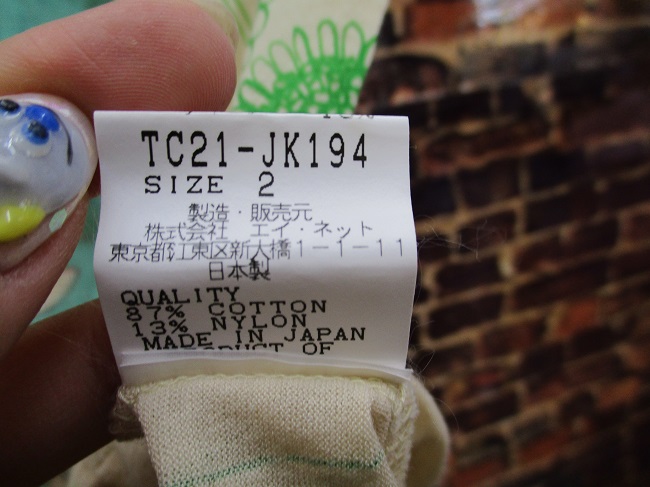 TC21-JK194
SIZE 2
製造・販売元
株式会社 エイ・ネット
東京都江東区新大橋1-1-11
日本製
QUALITY
87% COTTON
13% NYLON
MADE IN JAPAN
PRODUCT OF